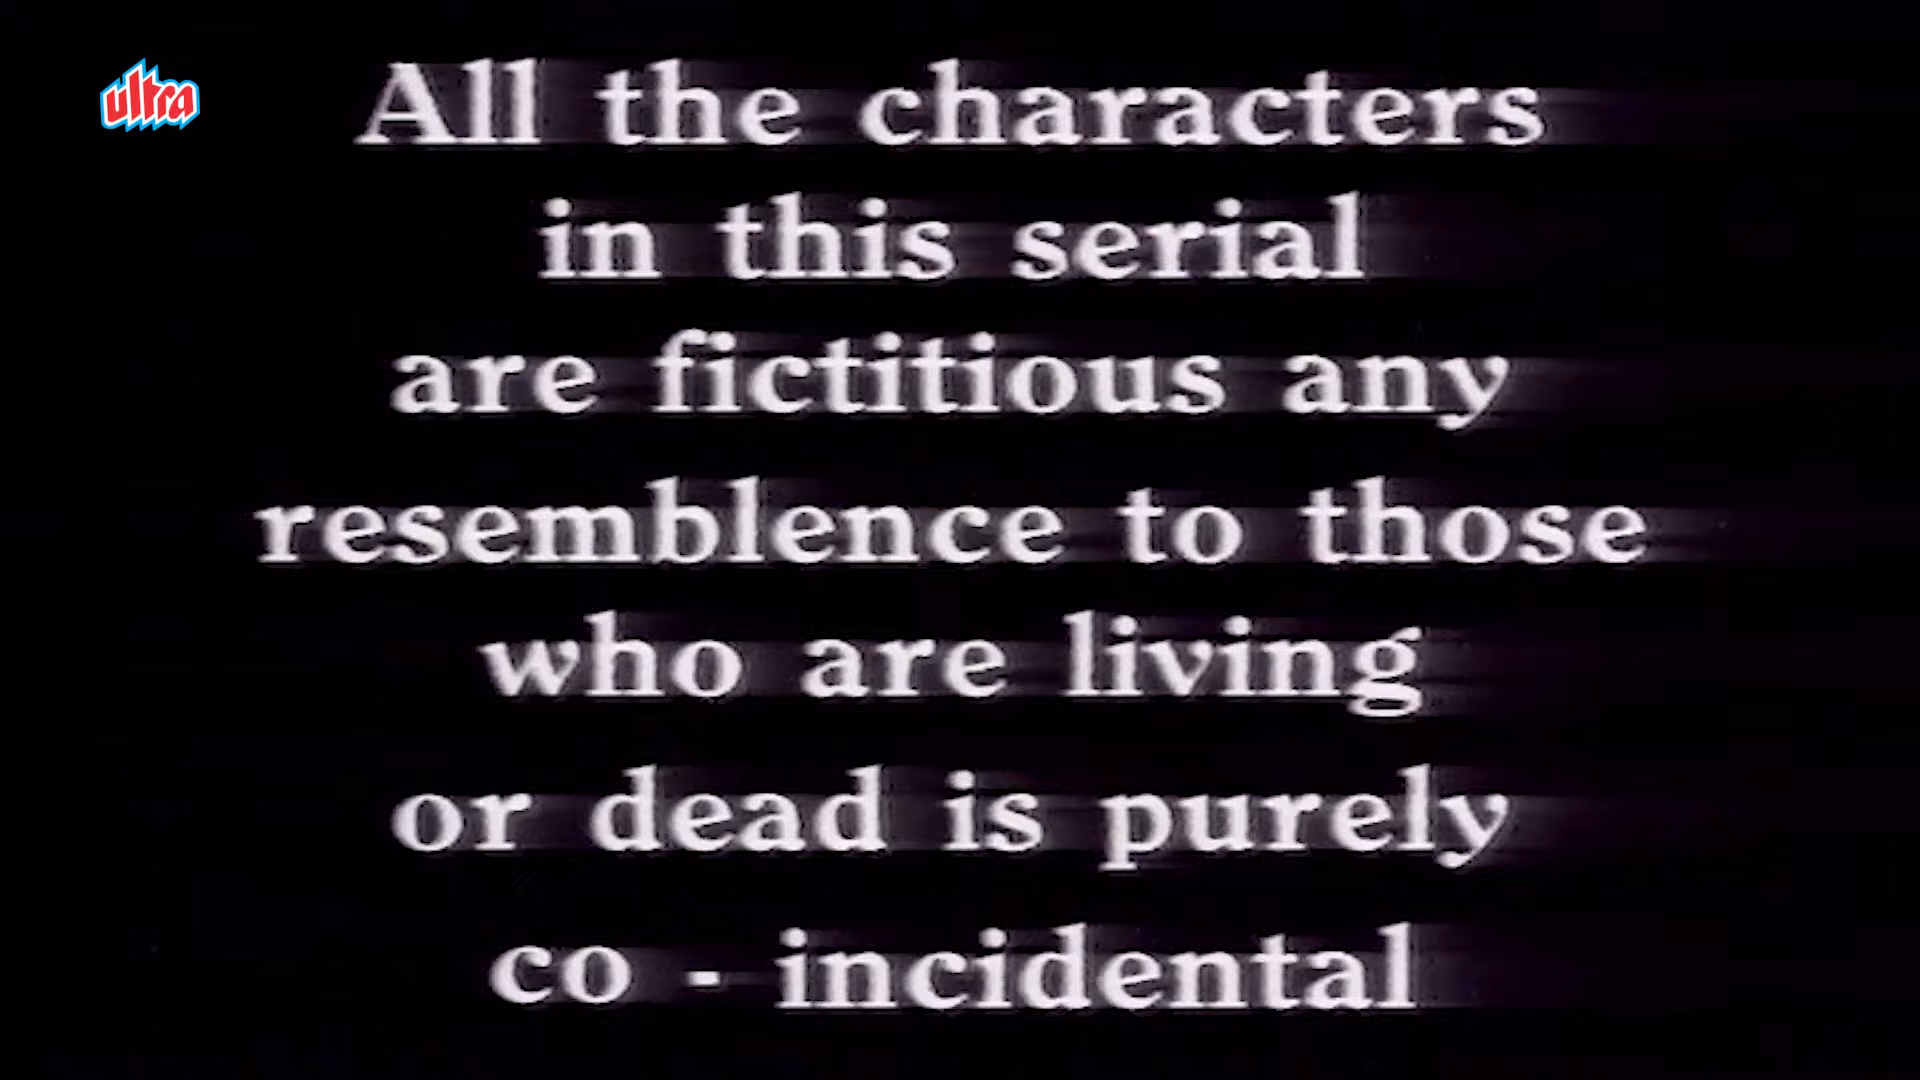 ultra
All the characters
in this serial
are fictitious any
resemblence to those
who are living
or dead is purely
co - incidental